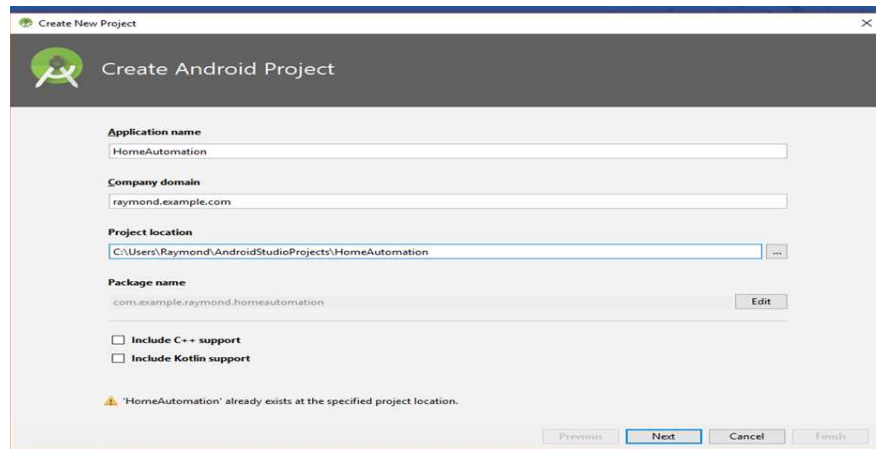 Create New Project
Create Android Project
Application name
HomeAutomation
Company domain
raymond.example.com
Project location
C:\Users\Raymond\AndroidStudioProjects\HomeAutomation
...
Package name
com.example.raymond.homeautomation
Edit
Include C++ support
Include Kotlin support
'HomeAutomation' already exists at the specified project location.
Previous Next Cancel Finish